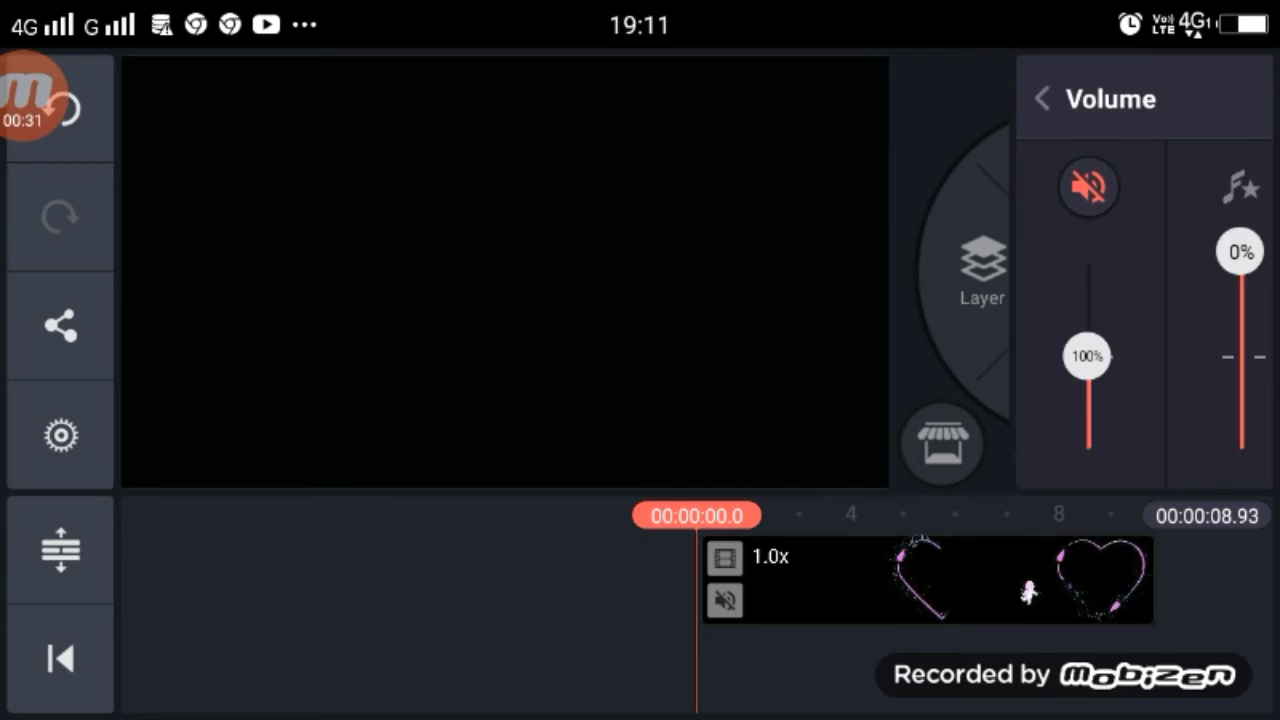 4G G 19:11 VoLTE 4G
m
00:31
Volume
0%
Layer
100%
00:00:00.0 4 8 00:00:08.93
1.0x
Recorded by mobizen